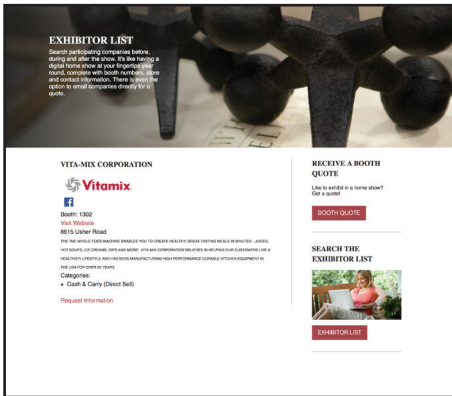 EXHIBITOR LIST
Search participating companies before,
during and after the show. It's like having a
digital home show at your fingertips year
round, complete with booth numbers, store
and contact information. There is even the
option to email companies directly for a
quote.
VITA-MIX CORPORATION
Vitamix
Booth: 1302
Visit Website
8615 Usher Road
THE TNC WHOLE FOOD MACHINE ENABLES YOU TO CREATE HEALTHY, GREAT-TASTING MEALS IN MINUTES - JUICES,
HOT SOUPS, ICE CREAMS, DIPS AND MORE! VITA-MIX CORPORATION BELIEVES IN HELPING OUR CUSTOMERS LIVE A
HEALTHIER LIFESTYLE AND HAS BEEN MANUFACTURING HIGH PERFORMANCE DURABLE KITCHEN EQUIPMENT IN
THE USA FOR OVER YEARS.
Categories:
• Cash & Carry (Direct Sell)
Request Information
RECEIVE A BOOTH
QUOTE
Like to exhibit in a home show?
Get a quote!
BOOTH QUOTE
SEARCH THE
EXHIBITOR LIST
EXHIBITOR LIST